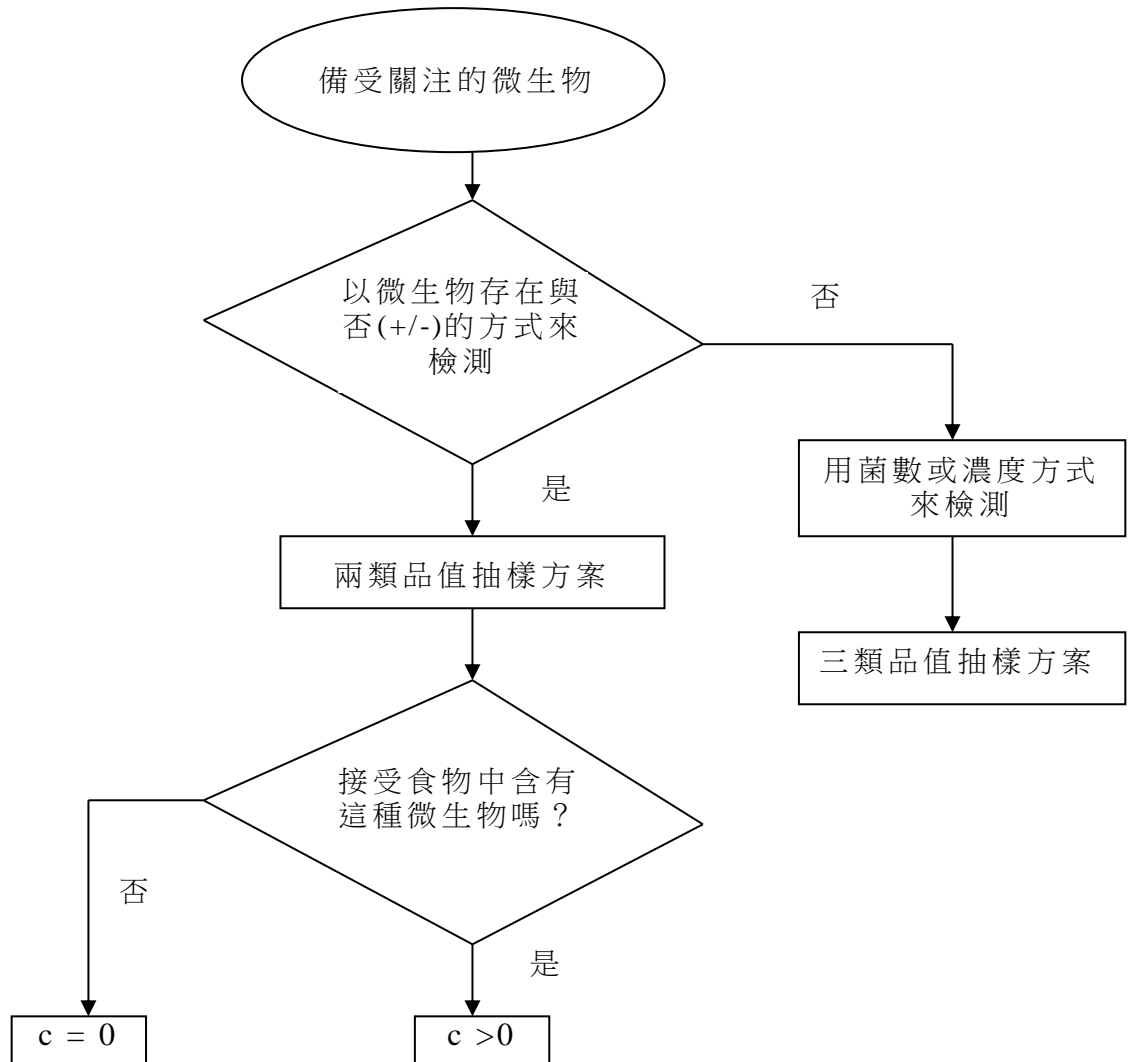 備受關注的微生物
以微生物存在與
否(+/-)的方式來
檢測
否
是
用菌數或濃度方式
來檢測
兩類品值抽樣方案
三類品值抽樣方案
接受食物中含有
這種微生物嗎？
否
是
c = 0
c >0